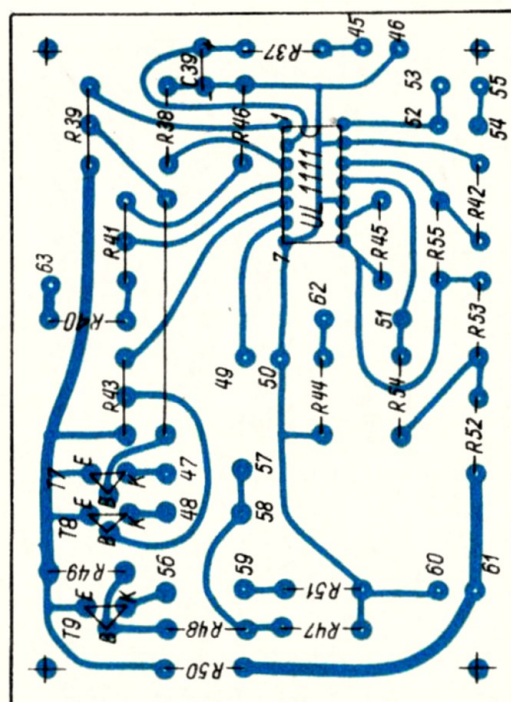 45
46
R37
C39
53
55
52
54
R39
R38
R46
1
UL 1111
7
R41
R45
R55
R42
63
R40
62
51
R53
49
50
R44
R54
R43
R52
T7
E
B
K
47
57
T8
E
B
K
48
58
R49
56
59
60
61
T9
E
B
K
R48
R51
R47
R50